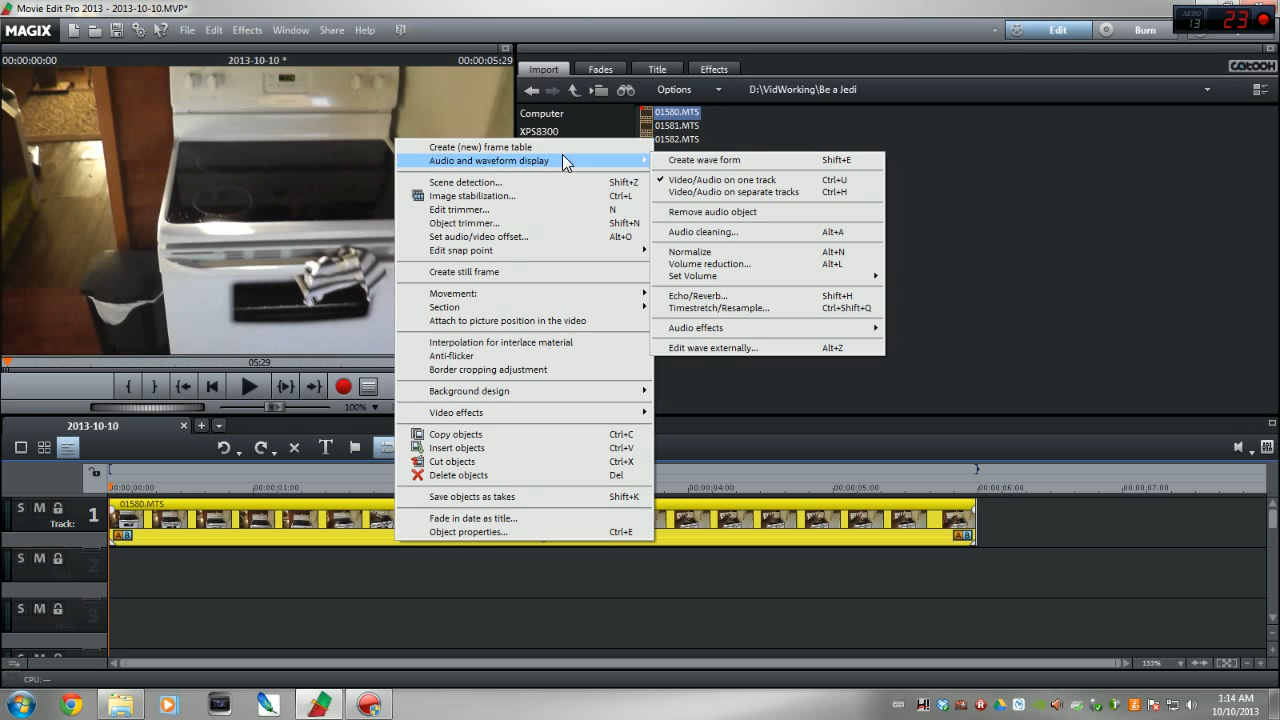 Movie Edit Pro 2013 - 2013-10-10.MVP*
AERO
13
23
MAGIX
File Edit Effects Window Share Help
Edit
Burn
00:00:00:00
2013-10-10 *
00:00:05:29
Import
Fades
Title
Effects
catooh
Options
D:\VidWorking\Be a Jedi
Computer
XPS8300
01580.MTS
01581.MTS
01582.MTS
Create (new) frame table
Audio and waveform display
Scene detection... Shift+Z
Image stabilization... Ctrl+L
Edit trimmer... N
Object trimmer... Shift+N
Set audio/video offset... Alt+O
Edit snap point
Create still frame
Movement:
Section
Attach to picture position in the video
Interpolation for interlace material
Anti-flicker
Border cropping adjustment
Background design
Video effects
Copy objects Ctrl+C
Insert objects Ctrl+V
Cut objects Ctrl+X
Delete objects Del
Save objects as takes Shift+K
Fade in date as title...
Object properties... Ctrl+E
Create wave form Shift+E
Video/Audio on one track Ctrl+U
Video/Audio on separate tracks Ctrl+H
Remove audio object
Audio cleaning... Alt+A
Normalize Alt+N
Volume reduction... Alt+L
Set Volume
Echo/Reverb... Shift+H
Timestretch/Resample... Ctrl+Shift+Q
Audio effects
Edit wave externally... Alt+Z
05:29
100%
2013-10-10
00:00:00:00
00:00:01:00
00:00:04:00
00:00:05:00
00:00:06:00
00:00:07:00
S M
Track: 1
01580.MTS
A B
A B
S M
2
S M
3
S M
133%
CPU: —
1:14 AM
10/10/2013